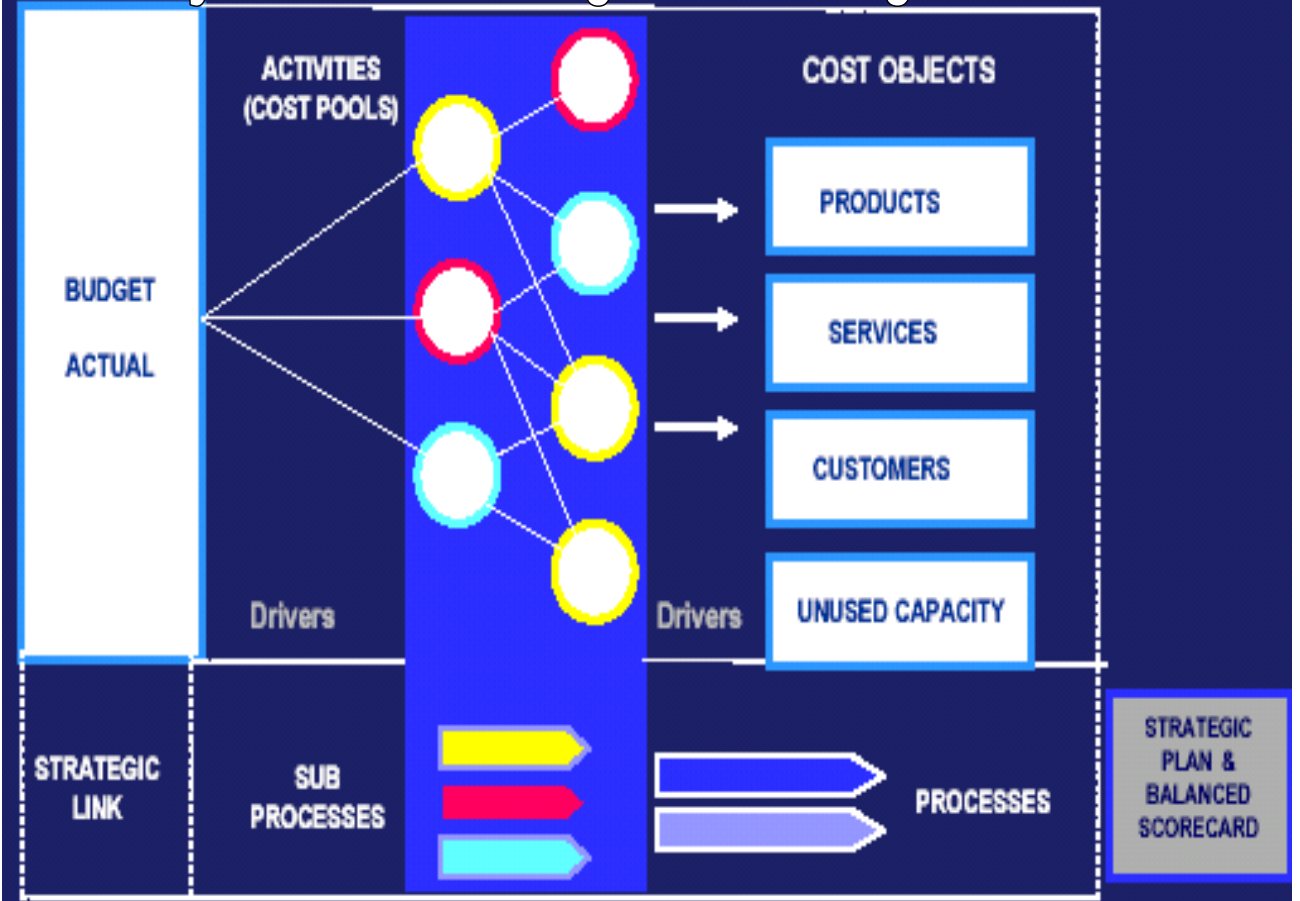 ACTIVITIES
(COST POOLS)
COST OBJECTS
BUDGET
ACTUAL
PRODUCTS
SERVICES
CUSTOMERS
UNUSED CAPACITY
Drivers
Drivers
STRATEGIC
LINK
SUB
PROCESSES
PROCESSES
STRATEGIC
PLAN &
BALANCED
SCORECARD